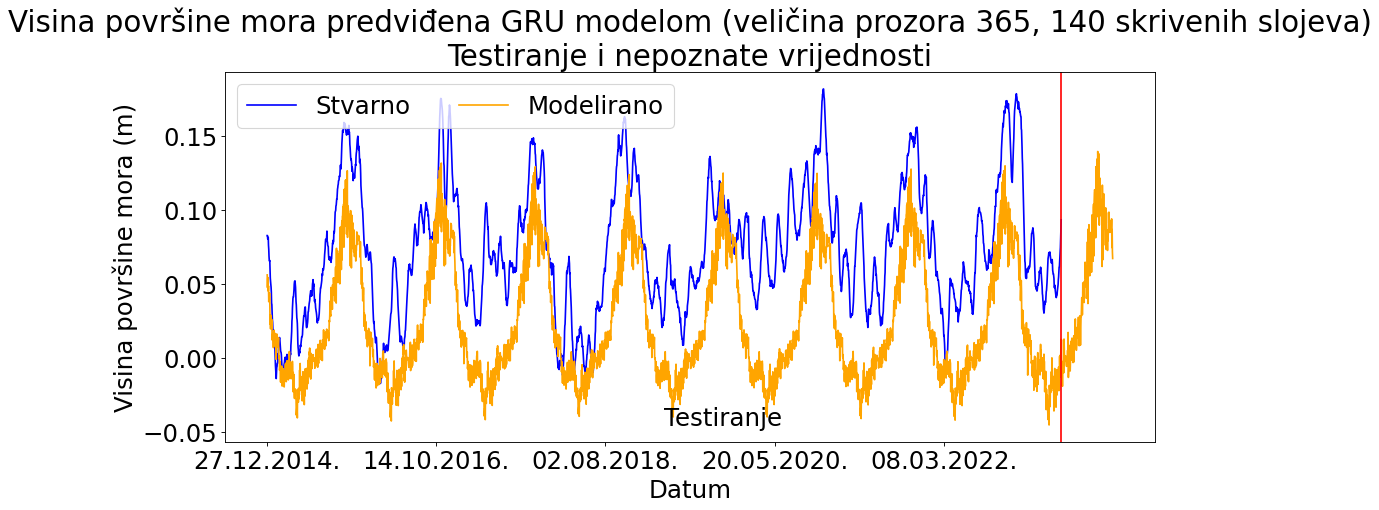 Visina površine mora predviđena GRU modelom (veličina prozora 365, 140 skrivenih slojeva)
Testiranje i nepoznate vrijednosti
Stvarno
Modelirano
Visina površine mora (m)
0.15
0.10
0.05
0.00
−0.05
Testiranje
27.12.2014.
14.10.2016.
02.08.2018.
20.05.2020.
08.03.2022.
Datum